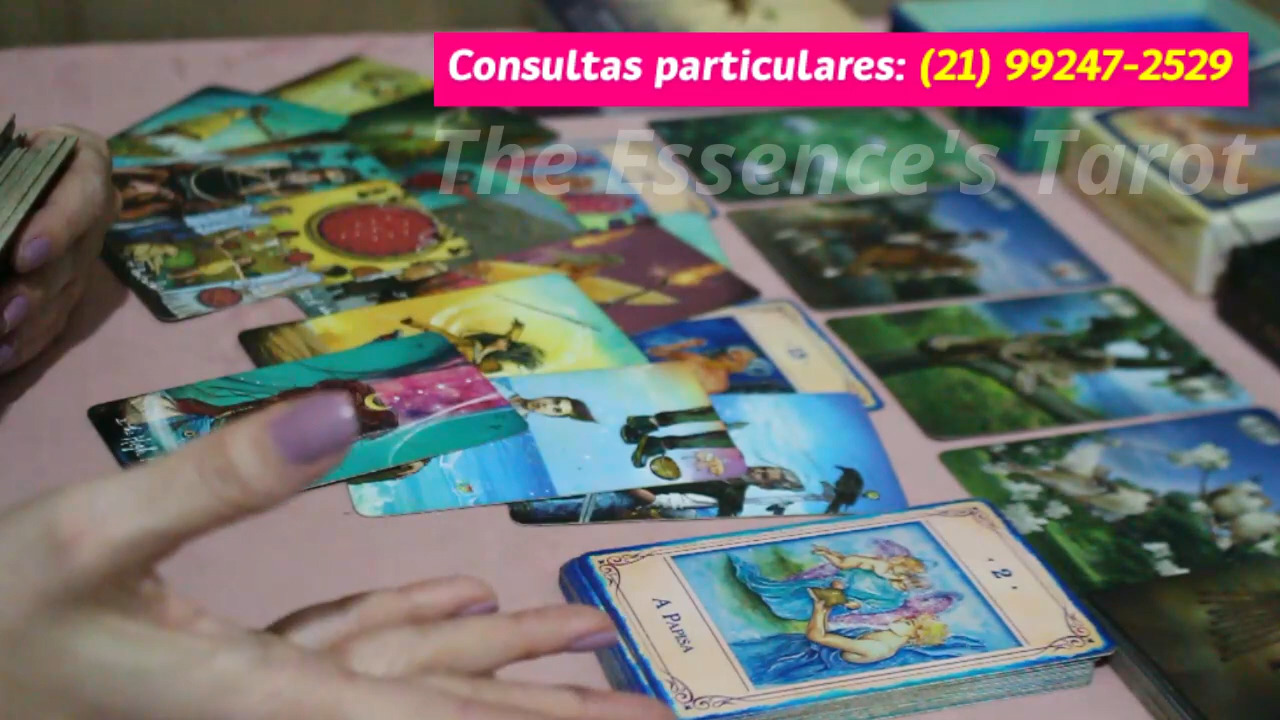 Consultas particulares: (21) 99247-2529
The Essence's Tarot
· 2 ·
A PAPISA